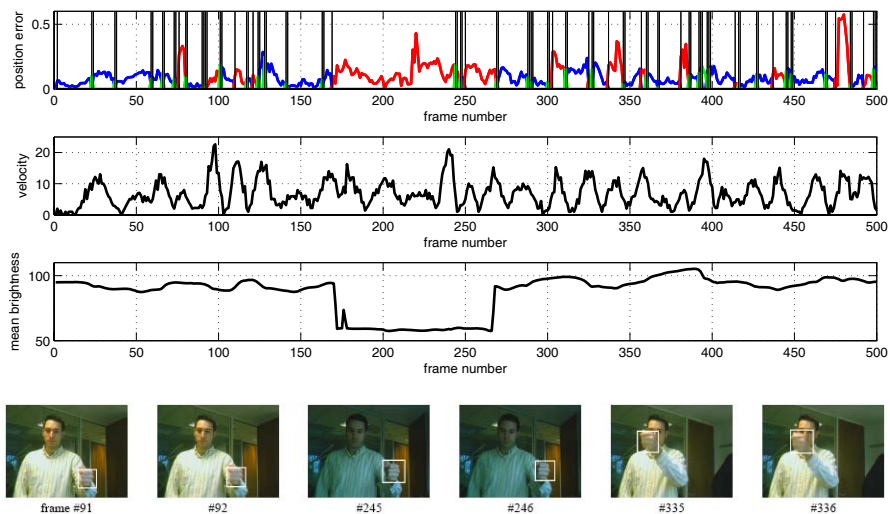 position error
0.5
0
0 50 100 150 200 250 300 350 400 450 500
frame number
velocity
20
10
0
0 50 100 150 200 250 300 350 400 450 500
frame number
mean brightness
100
50
0 50 100 150 200 250 300 350 400 450 500
frame number
frame #91 #92 #245 #246 #335 #336